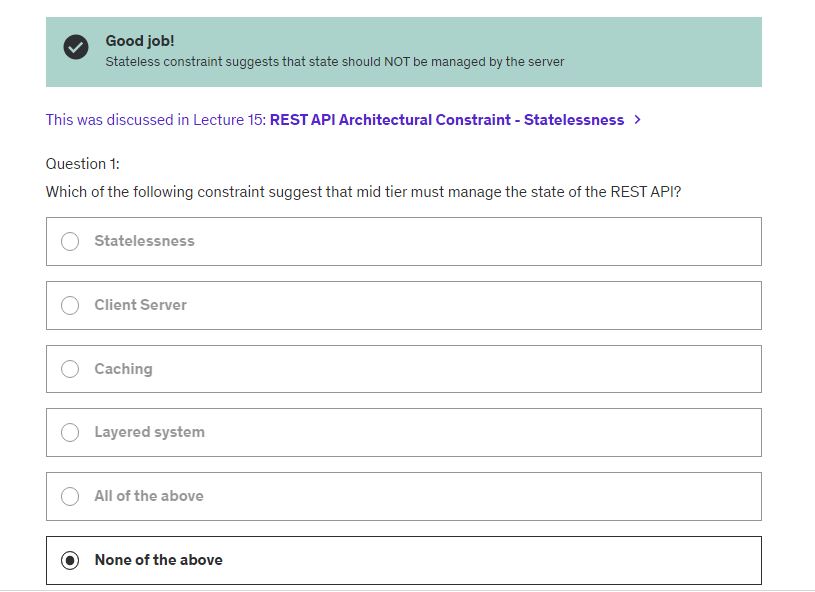 Good job!
Stateless constraint suggests that state should NOT be managed by the server
This was discussed in Lecture 15: REST API Architectural Constraint - Statelessness >
Question 1:
Which of the following constraint suggest that mid tier must manage the state of the REST API?
Statelessness
Client Server
Caching
Layered system
All of the above
None of the above